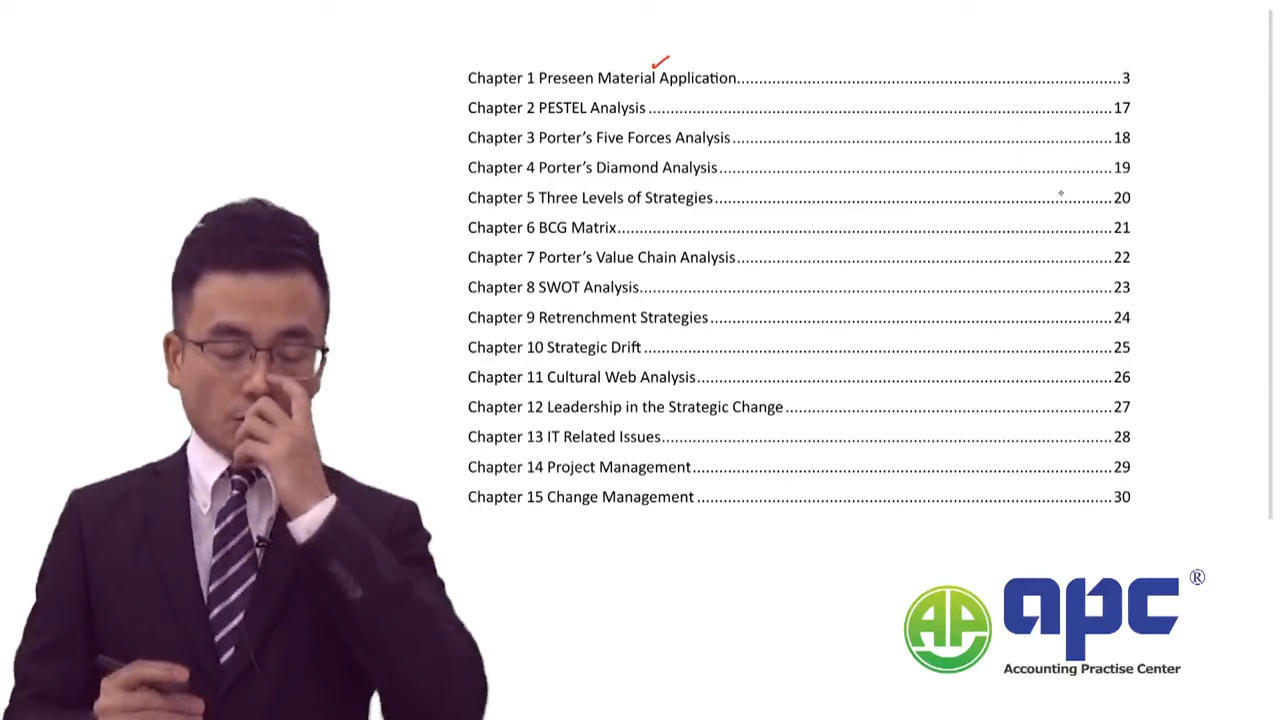 Chapter 1 Preseen Material Application........................................................................................3
Chapter 2 PESTEL Analysis ........................................................................................................17
Chapter 3 Porter’s Five Forces Analysis.......................................................................................18
Chapter 4 Porter’s Diamond Analysis..........................................................................................19
Chapter 5 Three Levels of Strategies...........................................................................................20
Chapter 6 BCG Matrix................................................................................................................21
Chapter 7 Porter’s Value Chain Analysis......................................................................................22
Chapter 8 SWOT Analysis...........................................................................................................23
Chapter 9 Retrenchment Strategies............................................................................................24
Chapter 10 Strategic Drift ..........................................................................................................25
Chapter 11 Cultural Web Analysis...............................................................................................26
Chapter 12 Leadership in the Strategic Change ...........................................................................27
Chapter 13 IT Related Issues.......................................................................................................28
Chapter 14 Project Management................................................................................................29
Chapter 15 Change Management ...............................................................................................30
AP apc ®
Accounting Practise Center